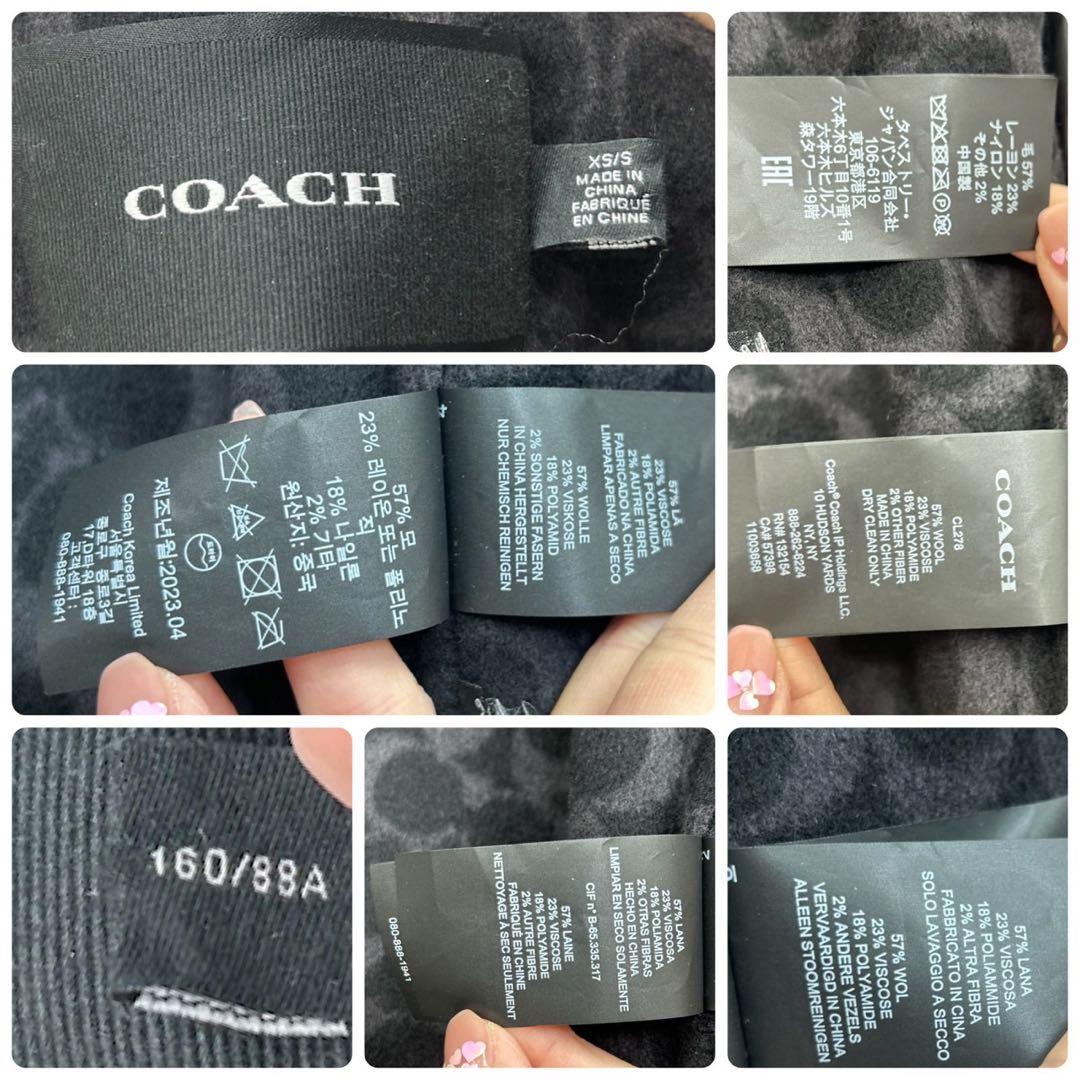 COACH
XS/S
MADE IN
CHINA
FABRIQUÉ
EN CHINE
毛 57%
レーヨン 23%
ナイロン 18%
その他 2%
中国製
タペストリー・
ジャパン合同会社
106-6119
東京都港区
六本木6丁目10番1号
六本木ヒルズ
森タワー19階
EAC
57% 모
23% 레이온 또는 폴리노
직
18% 나일론
2% 기타
원산지: 중국
제조년월:2023.04
Coach Korea Limited
서울특별시
종로구 종로3길
17,D타워 18층
고객센터 :
080-888-1941
4
57% LÃ
23% VISCOSE
18% POLIAMIDA
2% AUTRE FIBRE
FABRICADO NA CHINA
LIMPAR APENAS A SECO
57% WOLLE
23% VISKOSE
18% POLYAMID
2% SONSTIGE FASERN
IN CHINA HERGESTELLT
NUR CHEMISCH REINIGEN
COACH
CL278
57% WOOL
23% VISCOSE
18% POLYAMIDE
2% OTHER FIBER
MADE IN CHINA
DRY CLEAN ONLY
Coach® Coach IP Holdings LLC.
10 HUDSON YARDS
NY, NY
888-262-6224
RN# 132154
CA# 57598
11003658
160/88A
2
57% LANA
23% VISCOSA
18% POLIAMIDA
2% OTRAS FIBRAS
HECHO EN CHINA
LIMPIAR EN SECO SOLAMENTE
CIF nº B-65.335.317
57% LAINE
23% VISCOSE
18% POLYAMIDE
2% AUTRE FIBRE
FABRIQUÉ EN CHINE
NETTOYAGE À SEC SEULEMENT
080-888-1941
57% LANA
23% VISCOSA
18% POLIAMMIDE
2% ALTRA FIBRA
FABRICATO IN CINA
SOLO LAVAGGIO A SECCO
57% WOL
23% VISCOSE
18% POLYAMIDE
2% ANDERE VEZELS
VERVAARDIGD IN CHINA
ALLEEN STOOMREINIGEN